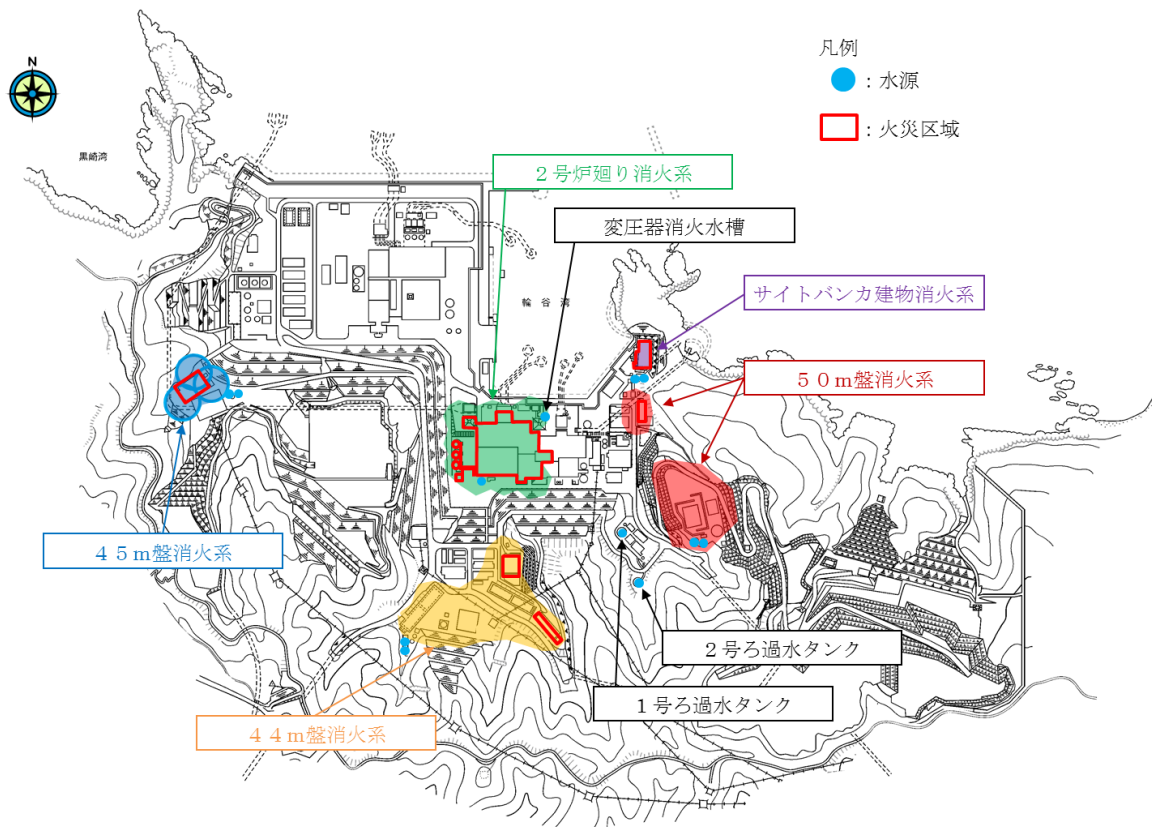 凡例
：水源
：火災区域
N
黒崎湾
２号炉廻り消火系
変圧器消火水槽
サイトバンカ建物消火系
輪谷湾
５０ｍ盤消火系
４５ｍ盤消火系
２号ろ過水タンク
１号ろ過水タンク
４４ｍ盤消火系